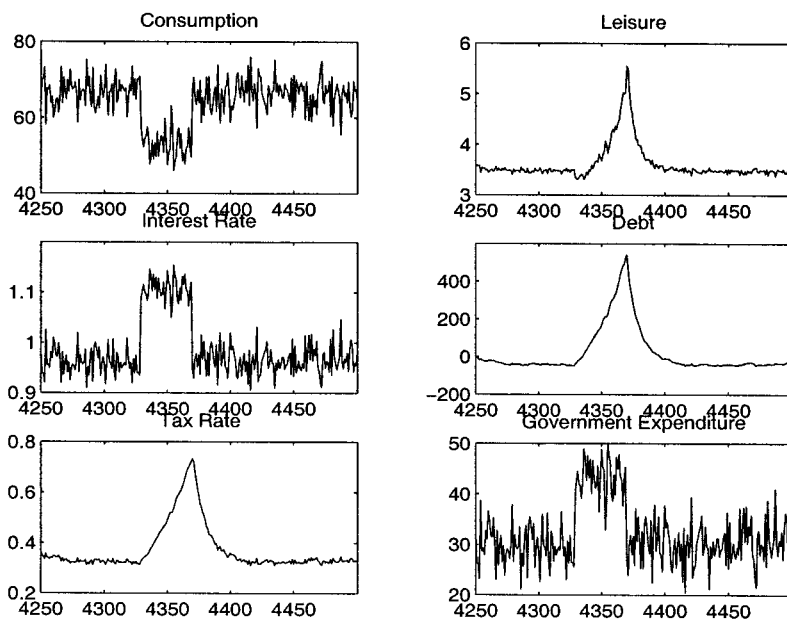 Consumption
80
60
40
4250 4300 4350 4400 4450
Leisure
6
5
4
3
4250 4300 4350 4400 4450
Interest Rate
1.1
1
0.9
4250 4300 4350 4400 4450
Debt
400
200
0
−200
4250 4300 4350 4400 4450
Tax Rate
0.8
0.6
0.4
0.2
4250 4300 4350 4400 4450
Government Expenditure
50
40
30
20
4250 4300 4350 4400 4450